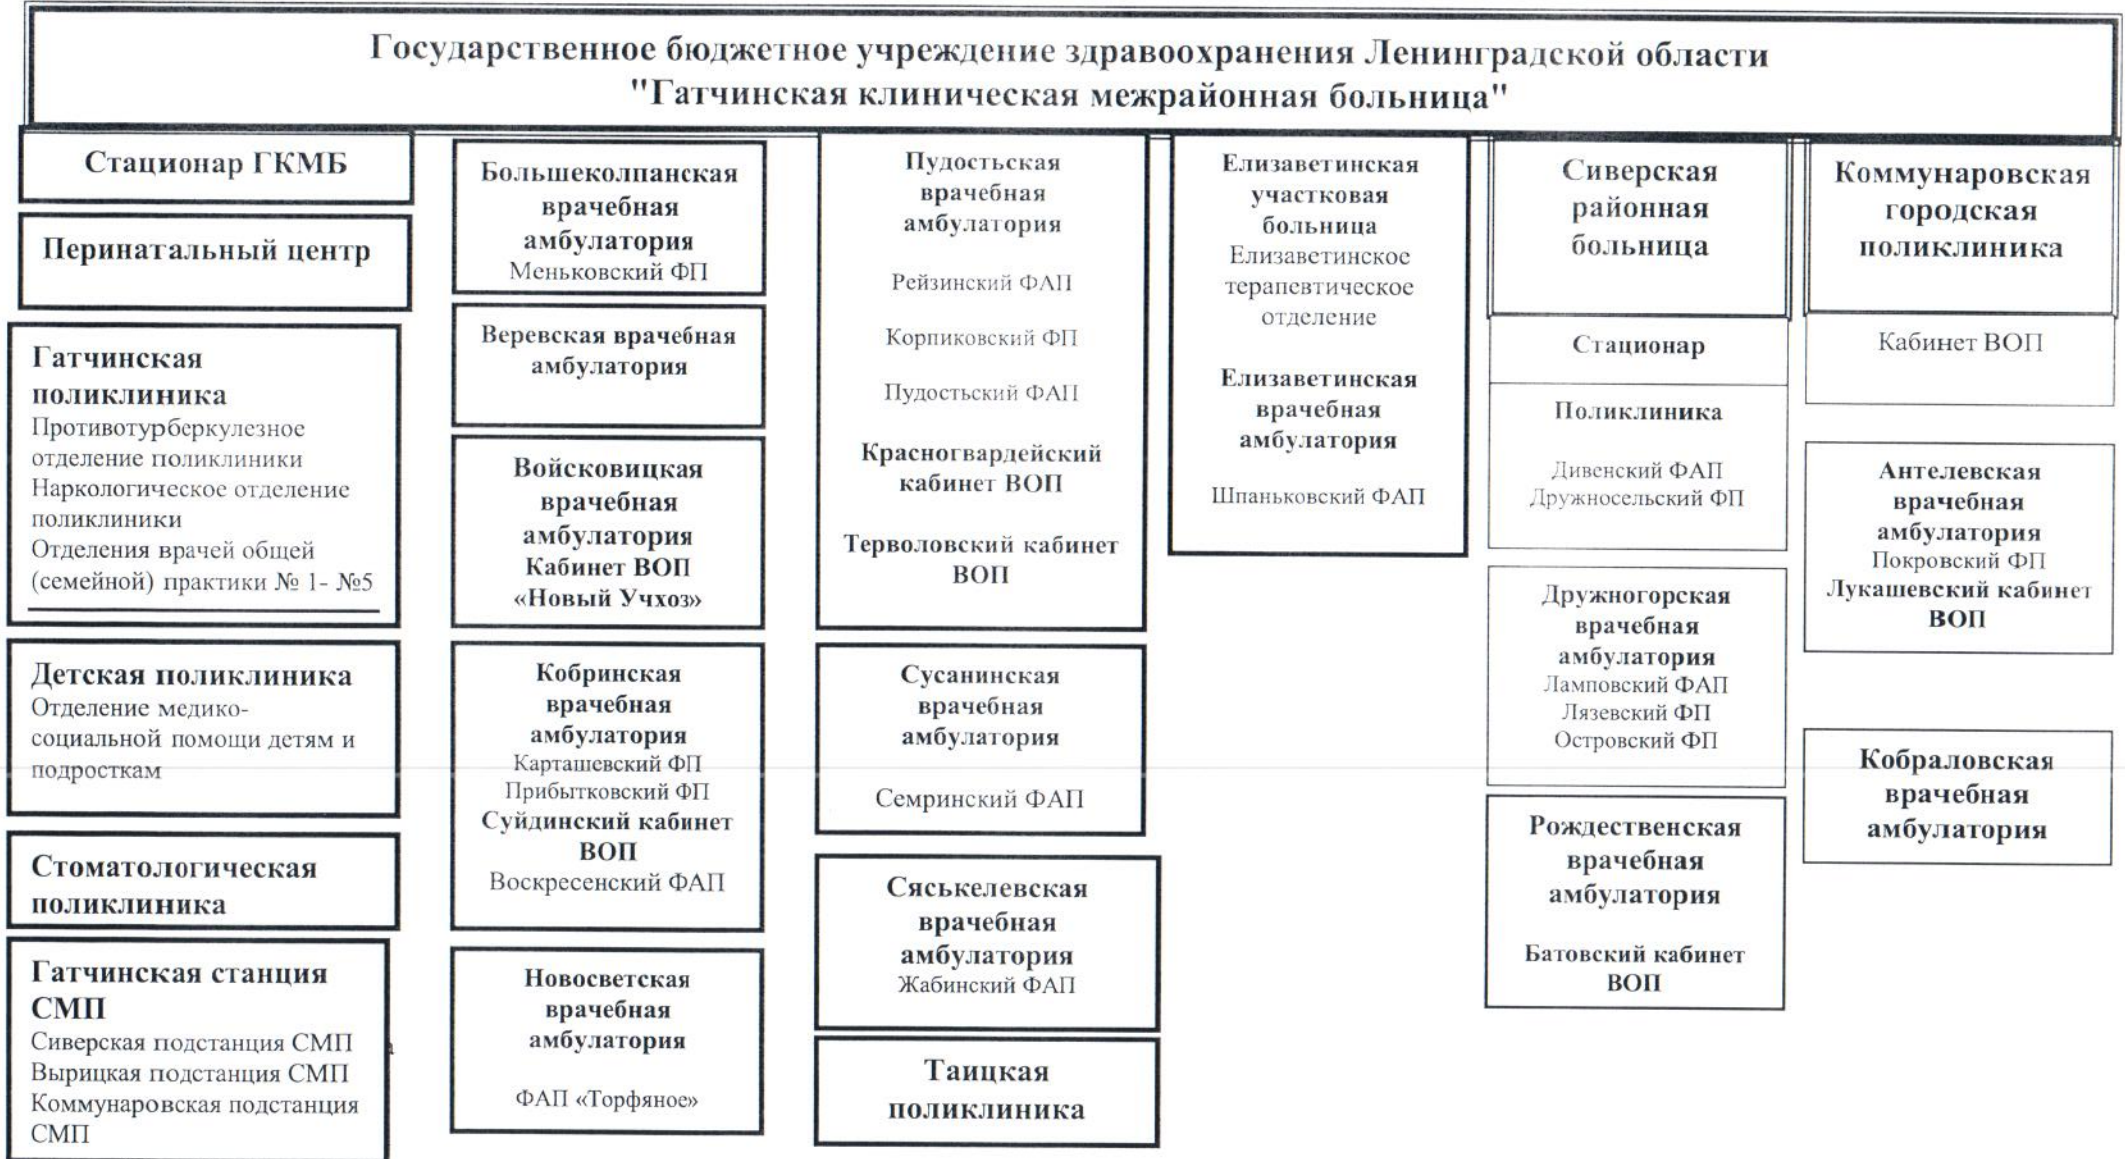 Государственное бюджетное учреждение здравоохранения Ленинградской области
"Гатчинская клиническая межрайонная больница"
Стационар ГКМБ
Перинатальный центр
Гатчинская
поликлиника
Противотурберкулезное
отделение поликлиники
Наркологическое отделение
поликлиники
Отделения врачей общей
(семейной) практики № 1- №5
Детская поликлиника
Отделение медико-
социальной помощи детям и
подросткам
Стоматологическая
поликлиника
Гатчинская станция
СМП
Сиверская подстанция СМП
Вырицкая подстанция СМП
Коммунаровская подстанция
СМП
Большеколпанская
врачебная
амбулатория
Меньковский ФП
Веревская врачебная
амбулатория
Войсковицкая
врачебная
амбулатория
Кабинет ВОП
«Новый Учхоз»
Кобринская
врачебная
амбулатория
Карташевский ФП
Прибытковский ФП
Суйдинский кабинет
ВОП
Воскресенский ФАП
Новосветская
врачебная
амбулатория
ФАП «Торфяное»
Пудостьская
врачебная
амбулатория
Рейзинский ФАП
Корпиковский ФП
Пудостьский ФАП
Красногвардейский
кабинет ВОП
Терволовский кабинет
ВОП
Сусанинская
врачебная
амбулатория
Семринский ФАП
Сяськелевская
врачебная
амбулатория
Жабинский ФАП
Таицкая
поликлиника
Елизаветинская
участковая
больница
Елизаветинское
терапевтическое
отделение
Елизаветинская
врачебная
амбулатория
Шпаньковский ФАП
Сиверская
районная
больница
Стационар
Поликлиника
Дивенский ФАП
Дружносельский ФП
Дружногорская
врачебная
амбулатория
Ламповский ФАП
Лязевский ФП
Островский ФП
Рождественская
врачебная
амбулатория
Батовский кабинет
ВОП
Коммунаровская
городская
поликлиника
Кабинет ВОП
Антелевская
врачебная
амбулатория
Покровский ФП
Лукашевский кабинет
ВОП
Кобраловская
врачебная
амбулатория